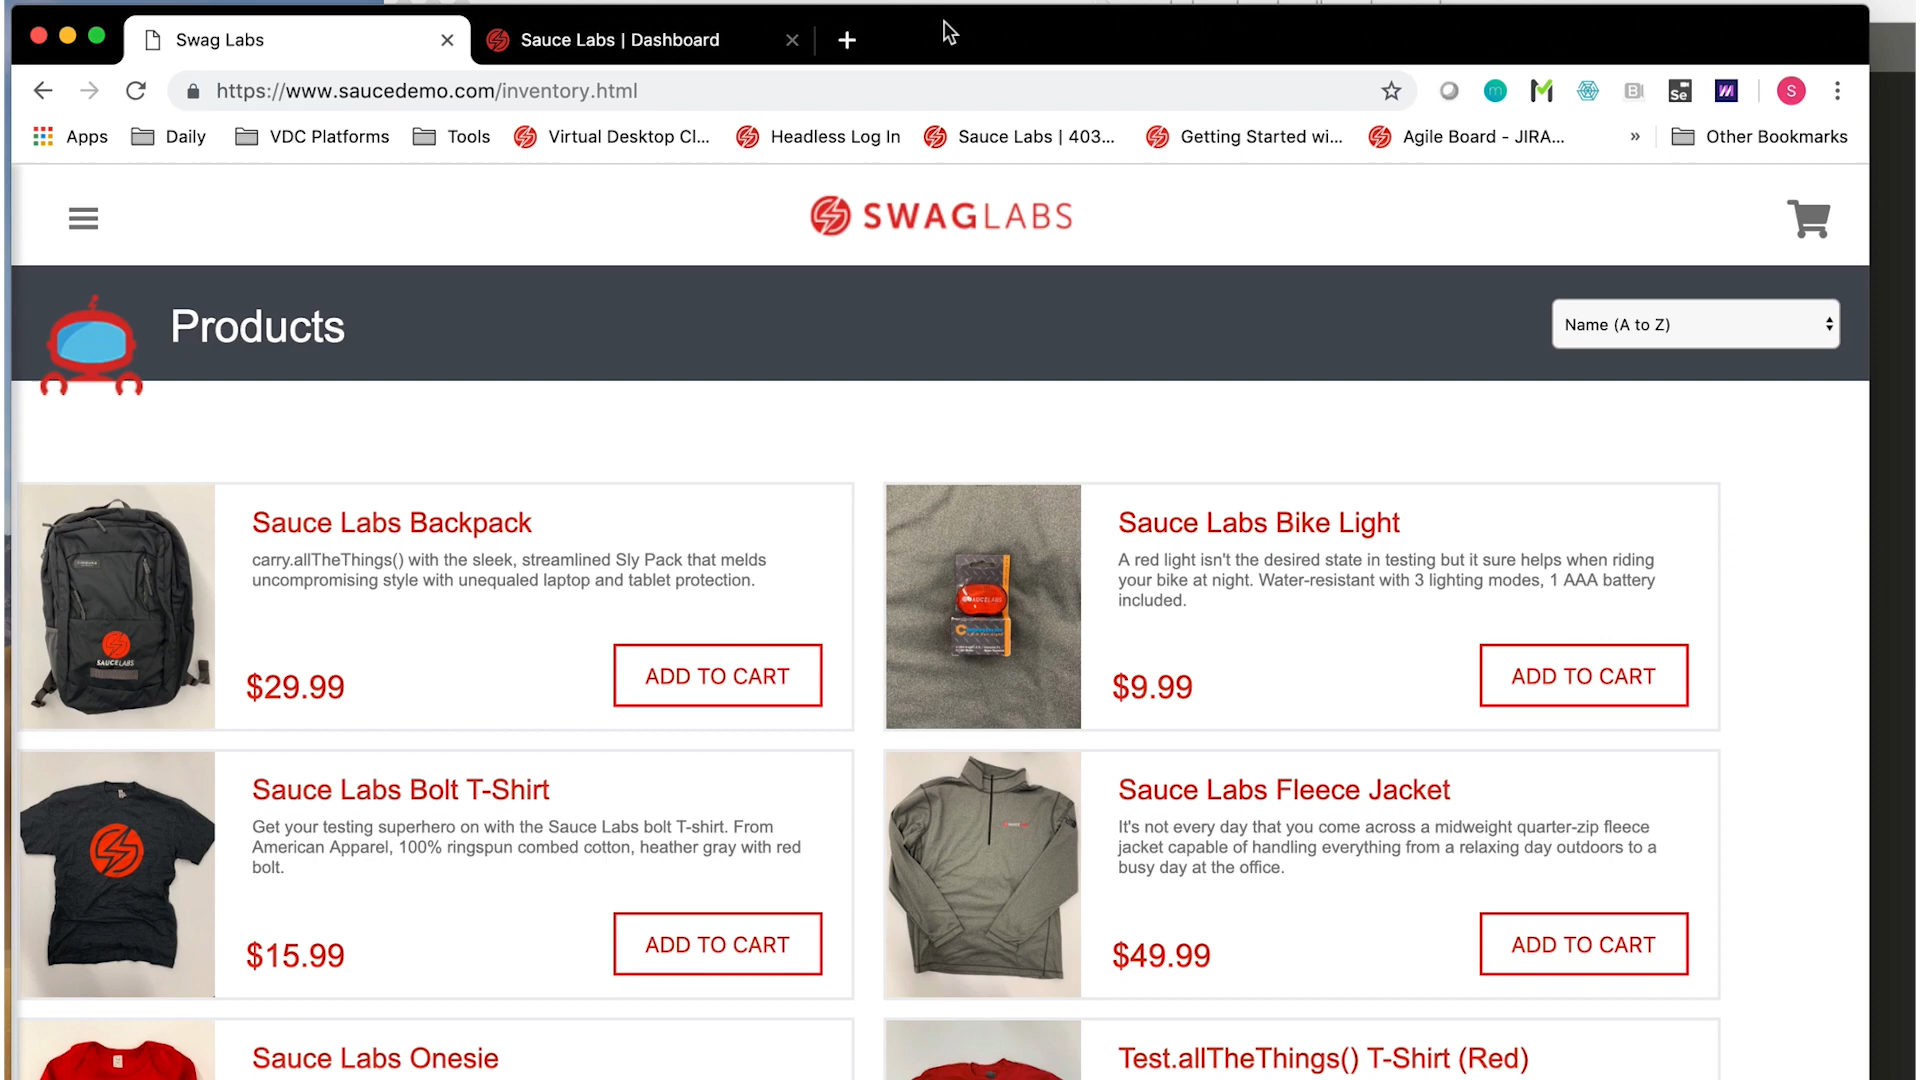 Swag Labs
Sauce Labs | Dashboard
https://www.saucedemo.com/inventory.html
S
Apps
Daily
VDC Platforms
Tools
Virtual Desktop Cl...
Headless Log In
Sauce Labs | 403...
Getting Started wi...
Agile Board - JIRA...
»
Other Bookmarks
SWAGLABS
Products
Name (A to Z)
Sauce Labs Backpack
carry.allTheThings() with the sleek, streamlined Sly Pack that melds
uncompromising style with unequaled laptop and tablet protection.
$29.99
ADD TO CART
SAUCELABS
Sauce Labs Bike Light
A red light isn't the desired state in testing but it sure helps when riding
your bike at night. Water-resistant with 3 lighting modes, 1 AAA battery
included.
$9.99
ADD TO CART
Sauce Labs Bolt T-Shirt
Get your testing superhero on with the Sauce Labs bolt T-shirt. From
American Apparel, 100% ringspun combed cotton, heather gray with red
bolt.
$15.99
ADD TO CART
Sauce Labs Fleece Jacket
It's not every day that you come across a midweight quarter-zip fleece
jacket capable of handling everything from a relaxing day outdoors to a
busy day at the office.
$49.99
ADD TO CART
Sauce Labs Onesie
Test.allTheThings() T-Shirt (Red)